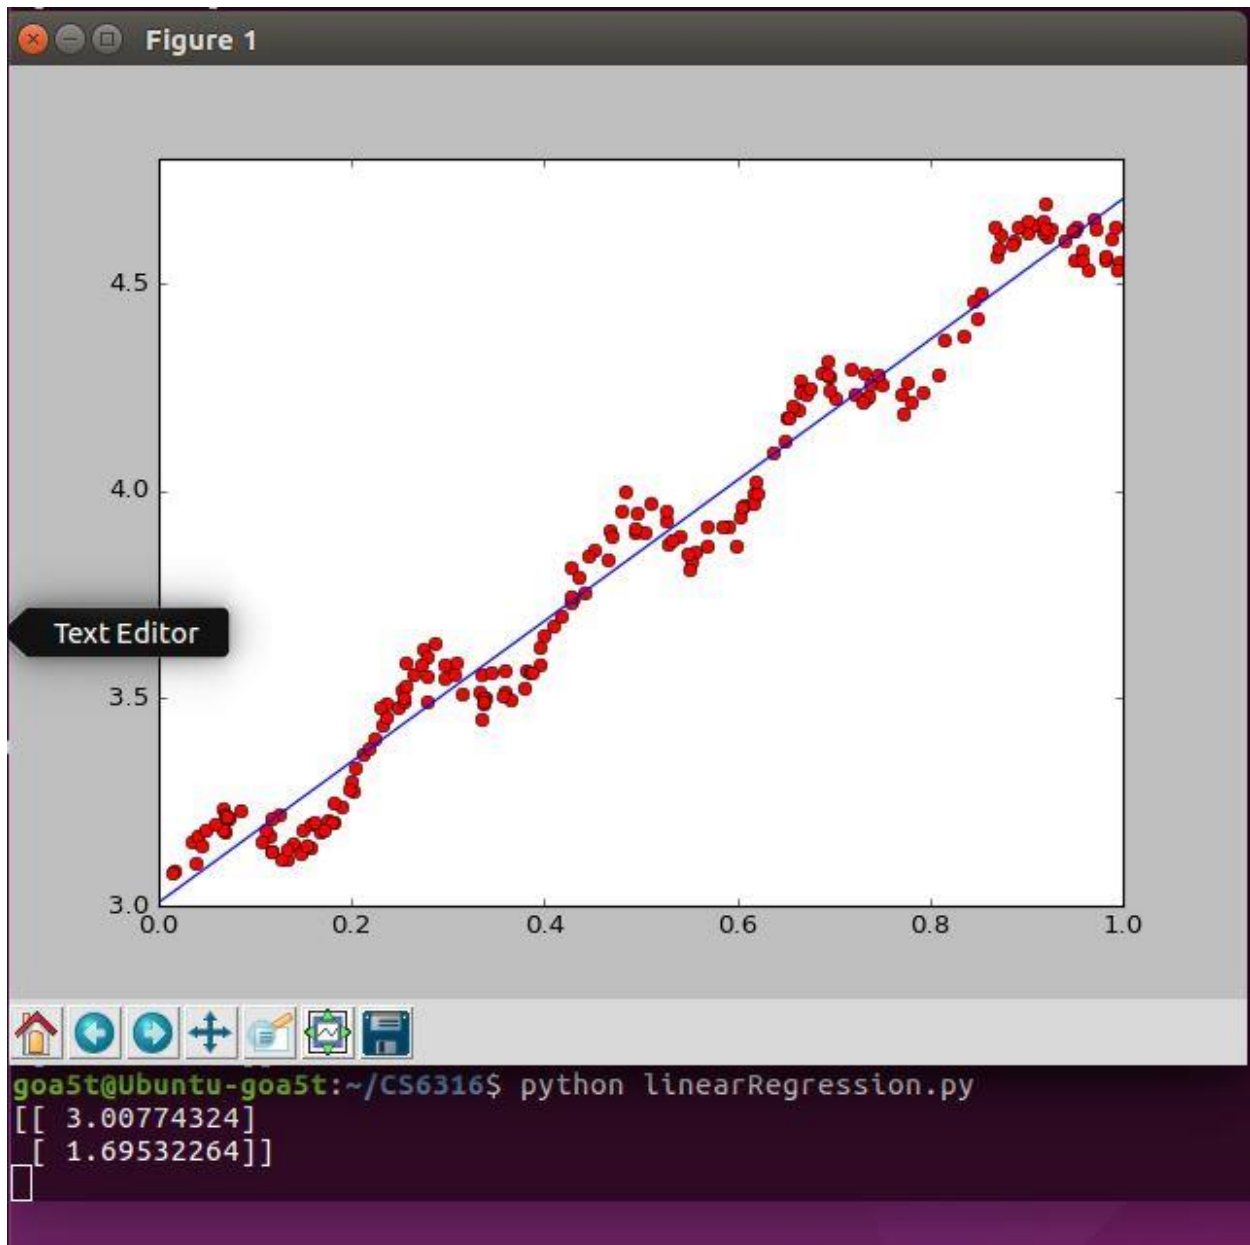 Figure 1
4.5
4.0
Text Editor
3.5
3.0
0.0 0.2 0.4 0.6 0.8 1.0
goa5t@Ubuntu-goa5t:~/CS6316$ python linearRegression.py
[[ 3.00774324]
[ 1.69532264]]